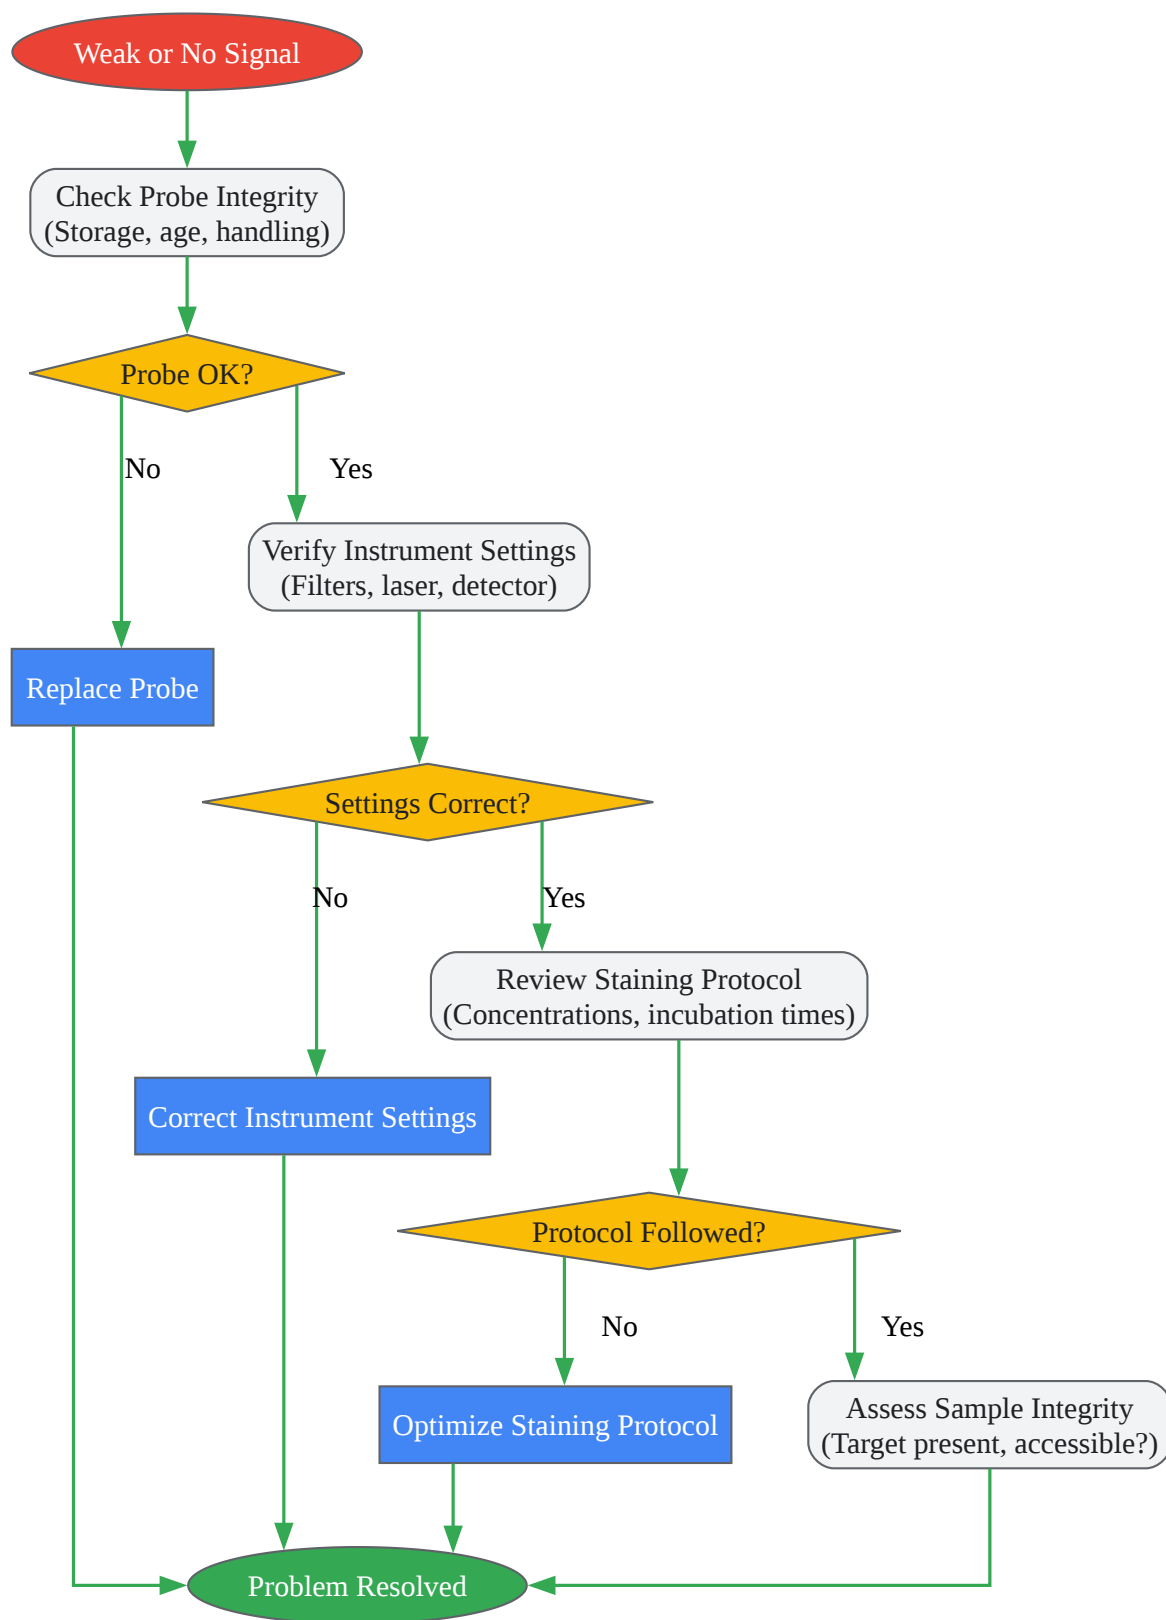 Weak or No Signal
Check Probe Integrity
(Storage, age, handling)
Probe OK?
No
Yes
Verify Instrument Settings
(Filters, laser, detector)
Replace Probe
Settings Correct?
No
Yes
Review Staining Protocol
(Concentrations, incubation times)
Correct Instrument Settings
Protocol Followed?
No
Yes
Optimize Staining Protocol
Assess Sample Integrity
(Target present, accessible?)
Problem Resolved